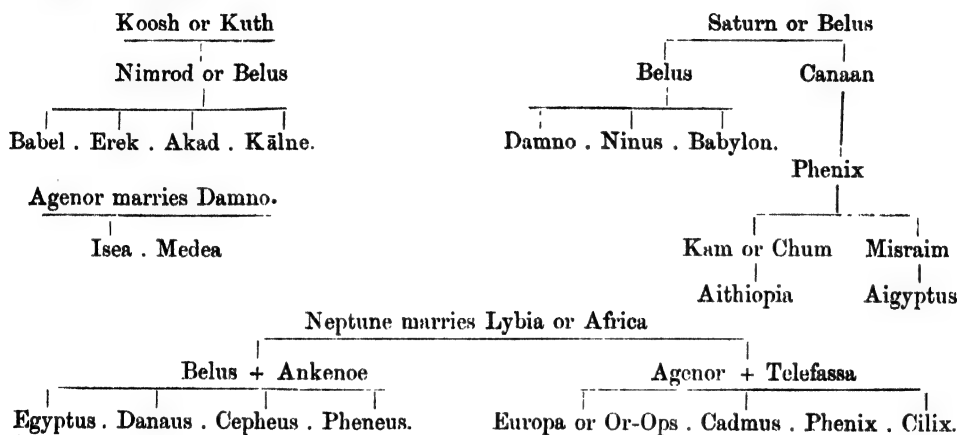 Koosh or Kuth
Nimrod or Belus
Babel . Erek . Akad . Kălne.
Agenor marries Damno.
Isea . Medea
Saturn or Belus
Belus Canaan
Damno . Ninus . Babylon.
Phenix
Kam or Chum Misraim
Aithiopia Aigyptus
Neptune marries Lybia or Africa
Belus + Ankenoe Agenor + Telefassa
Egyptus . Danaus . Cepheus . Pheneus. Europa or Or-Ops . Cadmus . Phenix . Cilix.